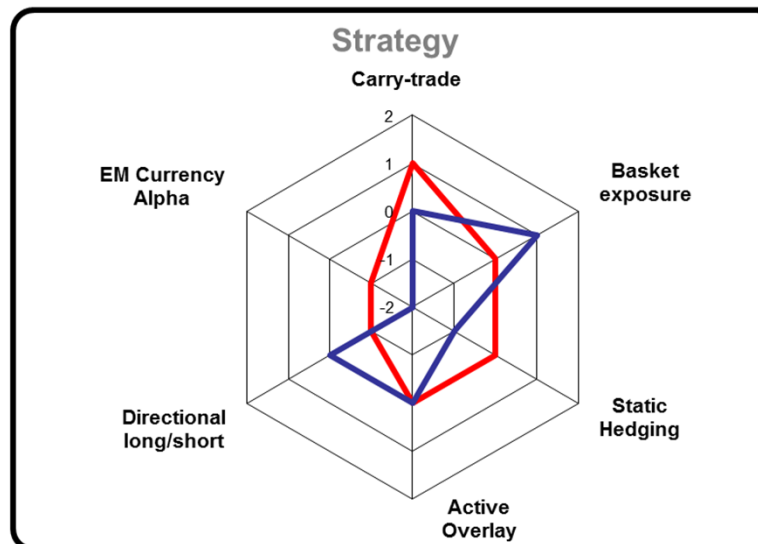 Strategy
Carry-trade
2
1
0
-1
-2
Basket
exposure
EM Currency
Alpha
Static
Hedging
Directional
long/short
Active
Overlay